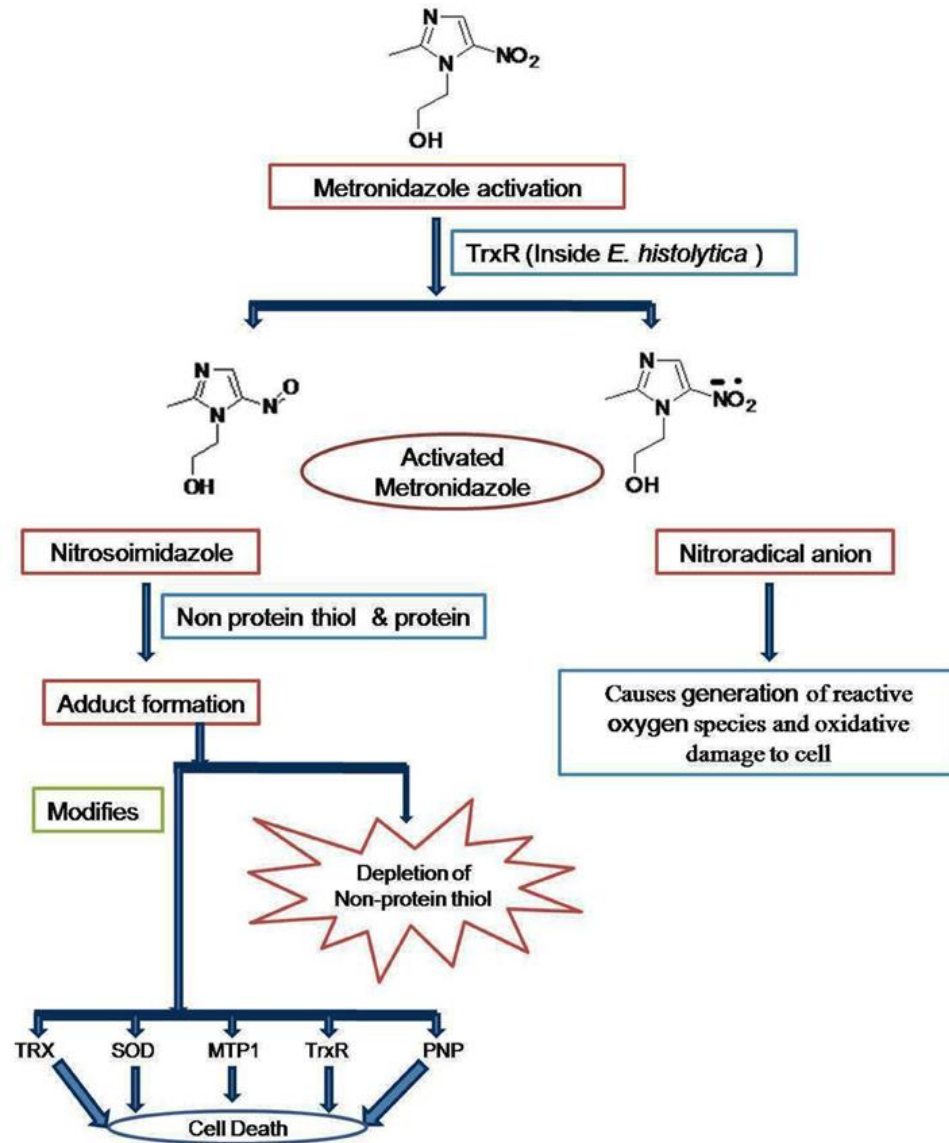 N
N
NO₂
OH
Metronidazole activation
TrxR (Inside E. histolytica )
N
N
N
O
OH
N
N
NO₂
OH
Activated
Metronidazole
Nitrosoimidazole
Nitroradical anion
Non protein thiol & protein
Adduct formation
Causes generation of reactive
oxygen species and oxidative
damage to cell
Modifies
Depletion of
Non-protein thiol
TRX SOD MTP1 TrxR PNP
Cell Death